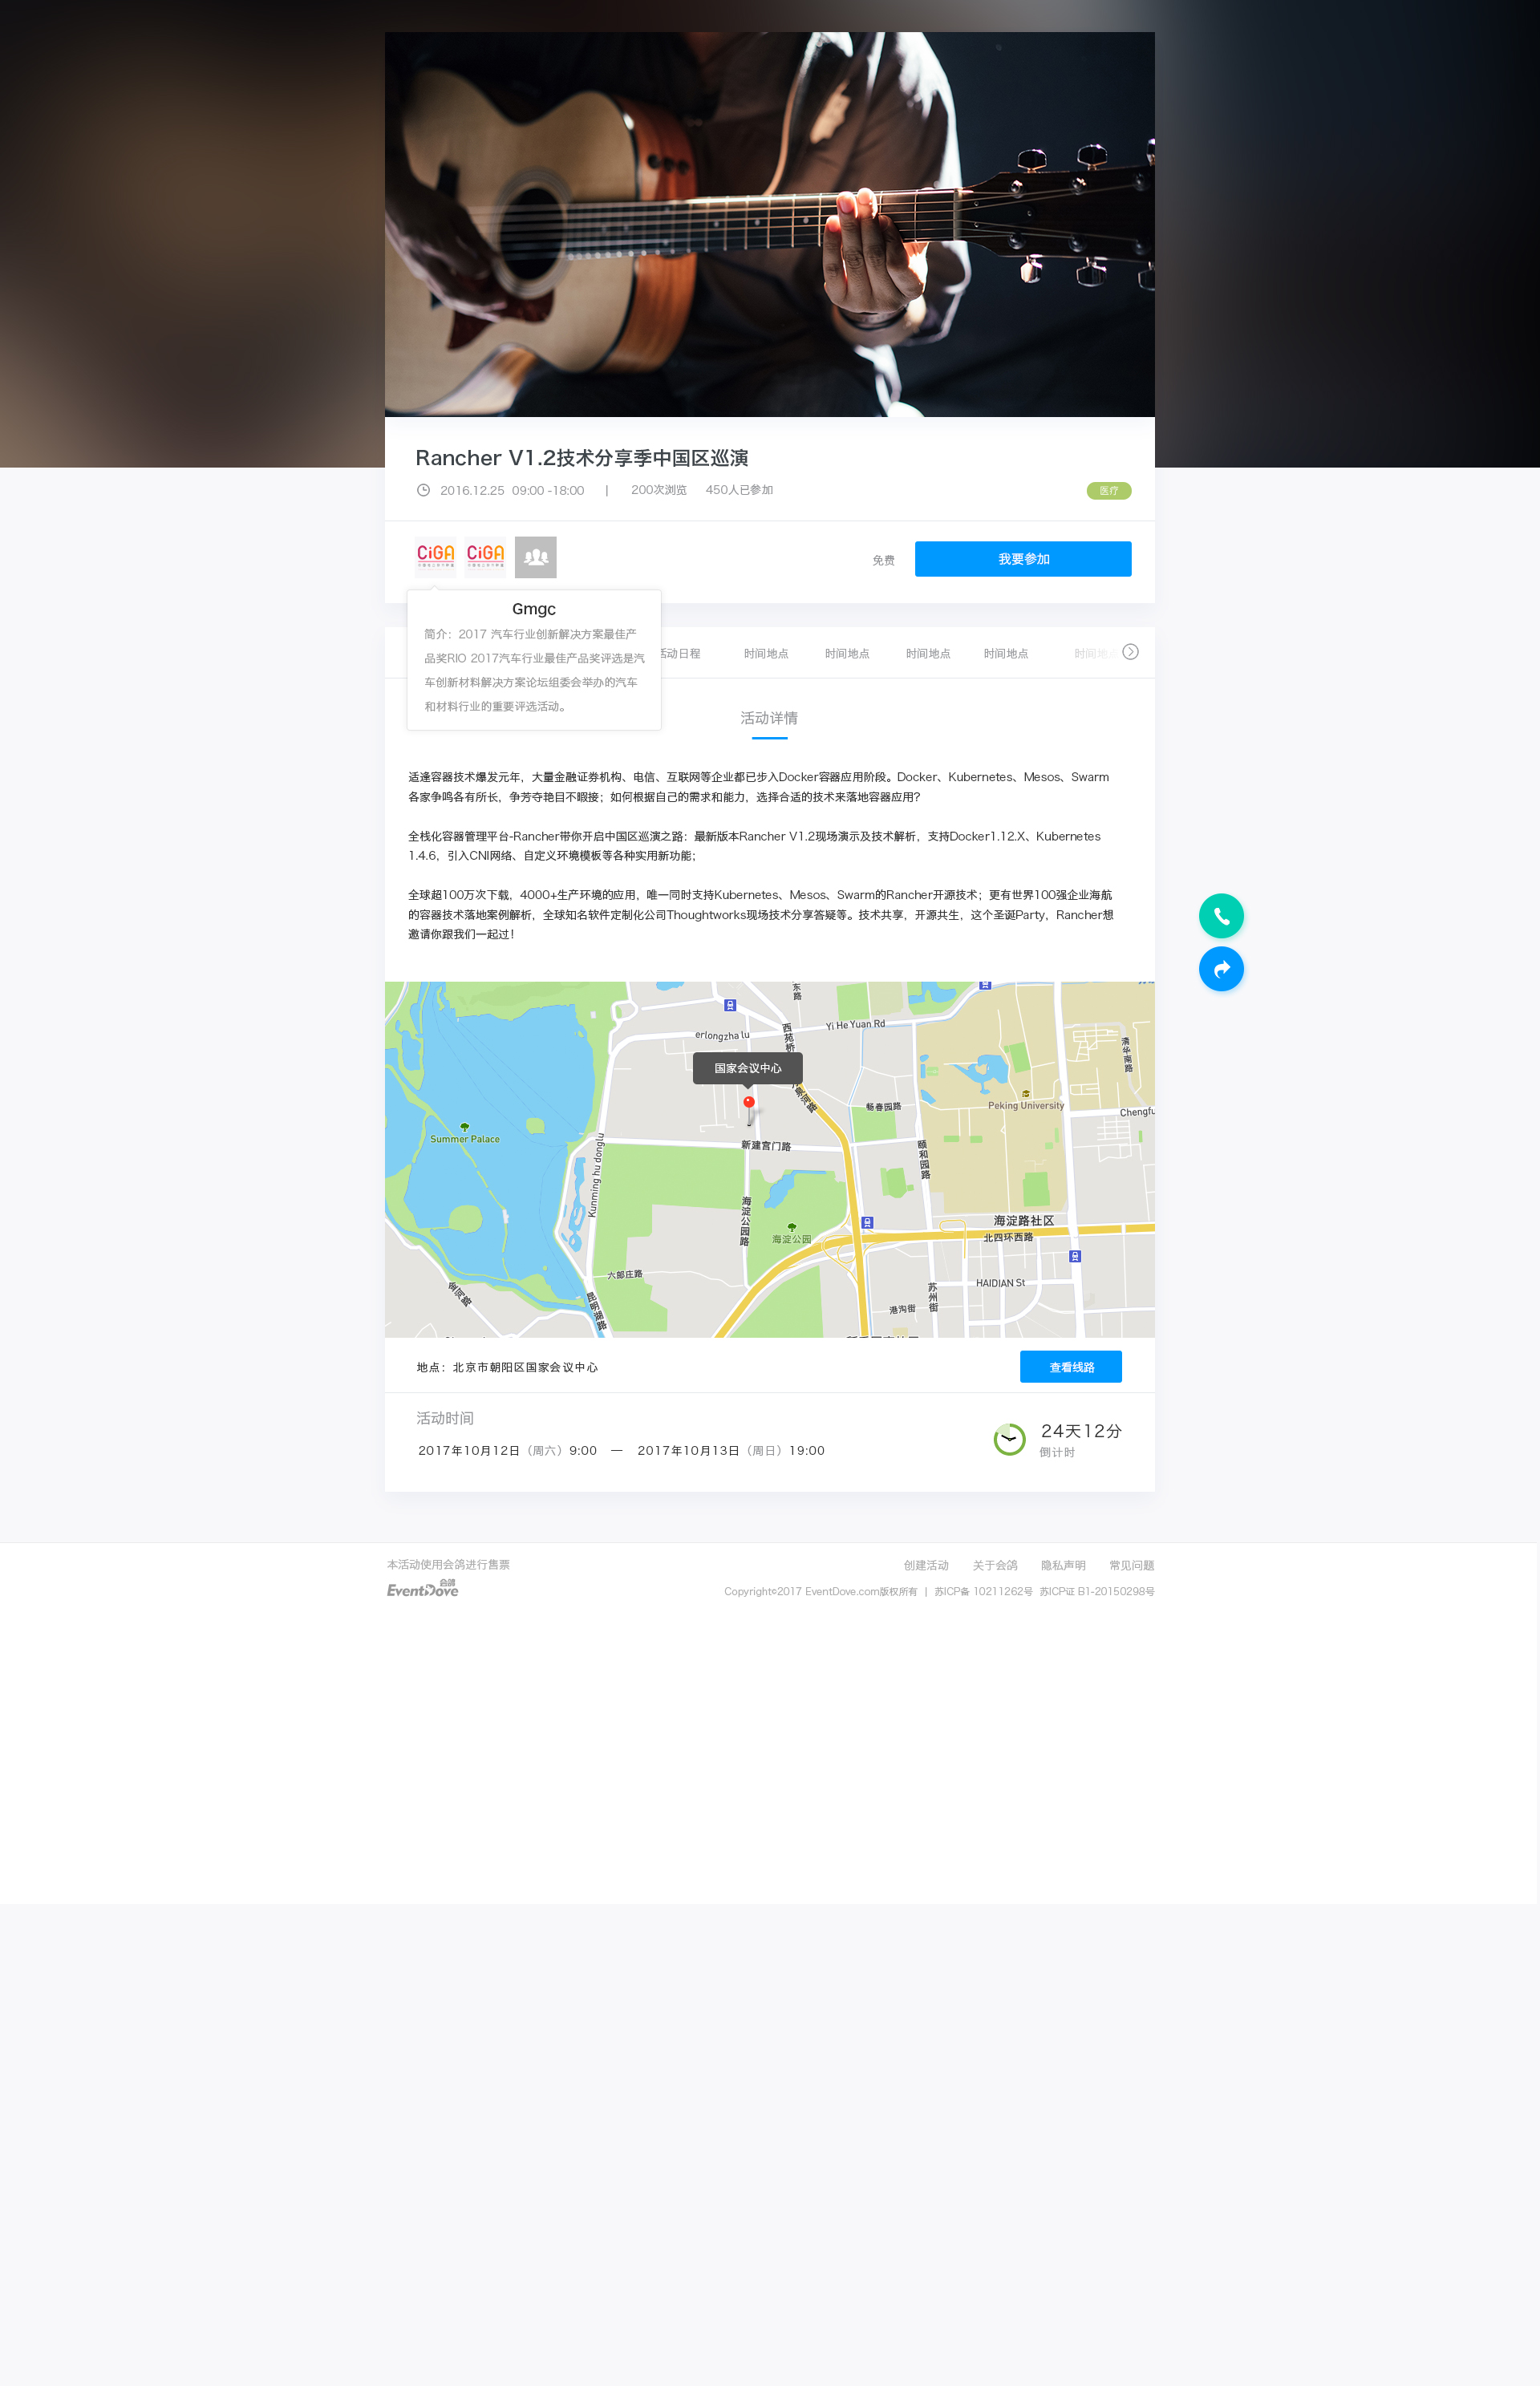 Rancher V1.2技术分享季中国区巡演
2016.12.25 09:00 -18:00 | 200次浏览 450人已参加
医疗
CiGA CiGA
免费
我要参加
Gmgc
简介：2017 汽车行业创新解决方案最佳产
品奖RIO 2017汽车行业最佳产品奖评选是汽
车创新材料解决方案论坛组委会举办的汽车
和材料行业的重要评选活动。
活动日程 时间地点 时间地点 时间地点 时间地点 时间地点
活动详情
适逢容器技术爆发元年，大量金融证券机构、电信、互联网等企业都已步入Docker容器应用阶段。Docker、Kubernetes、Mesos、Swarm
各家争鸣各有所长，争芳夺艳目不暇接；如何根据自己的需求和能力，选择合适的技术来落地容器应用？
全栈化容器管理平台-Rancher带你开启中国区巡演之路：最新版本Rancher V1.2现场演示及技术解析，支持Docker1.12.X、Kubernetes
1.4.6，引入CNI网络、自定义环境模板等各种实用新功能；
全球超100万次下载，4000+生产环境的应用，唯一同时支持Kubernetes、Mesos、Swarm的Rancher开源技术；更有世界100强企业海航
的容器技术落地案例解析，全球知名软件定制化公司Thoughtworks现场技术分享答疑等。技术共享，开源共生，这个圣诞Party，Rancher想
邀请你跟我们一起过！
东路
erlongzha lu
西苑桥
Yi He Yuan Rd
清华南路
国家会议中心
畅春园路
Peking University
Chengfu
Summer Palace
新建宫门路
颐和园路
Kunming hu donglu
海淀公园路
海淀公园
海淀路社区
北四环西路
六郎庄路
金河路
昆明湖路
苏州街
HAIDIAN St
港沟街
地点：北京市朝阳区国家会议中心
查看线路
活动时间
2017年10月12日（周六）9:00 — 2017年10月13日（周日）19:00
24天12分
倒计时
本活动使用会鸽进行售票
创建活动 关于会鸽 隐私声明 常见问题
EventDove 会鸽
Copyright©2017 EventDove.com版权所有 | 苏ICP备 10211262号 苏ICP证 B1-20150298号